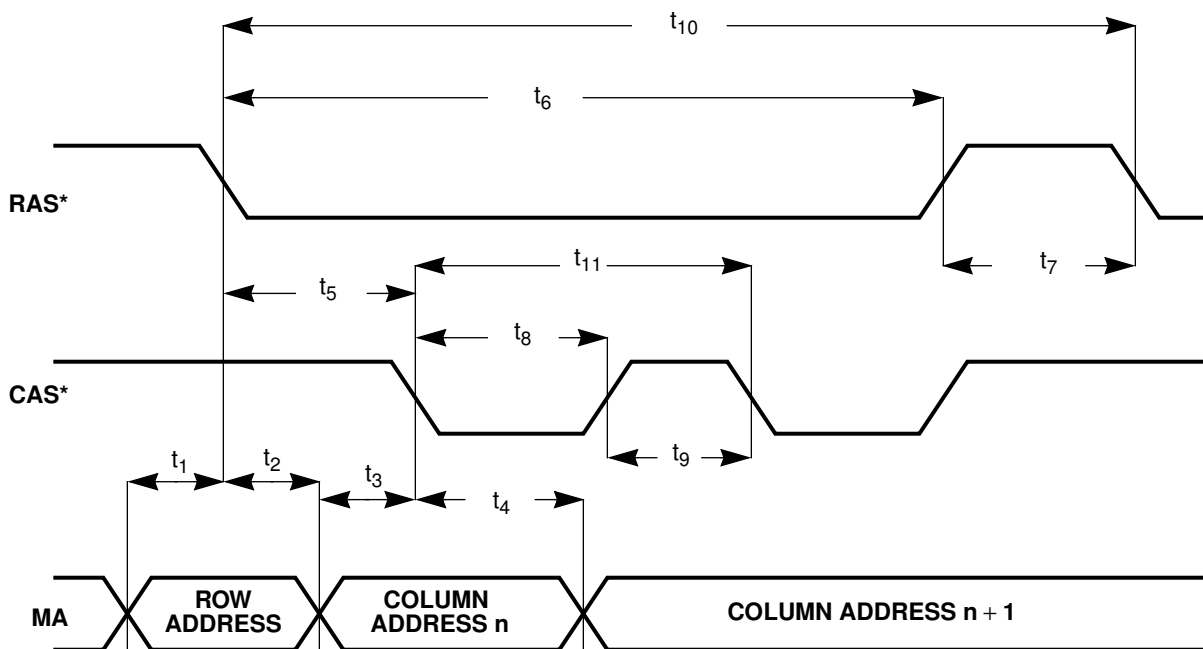 t10
t6
RAS*
t11
t7
t5
t8
CAS*
t9
t1
t2
t3
t4
MA
ROW
ADDRESS
COLUMN
ADDRESS n
COLUMN ADDRESS n + 1